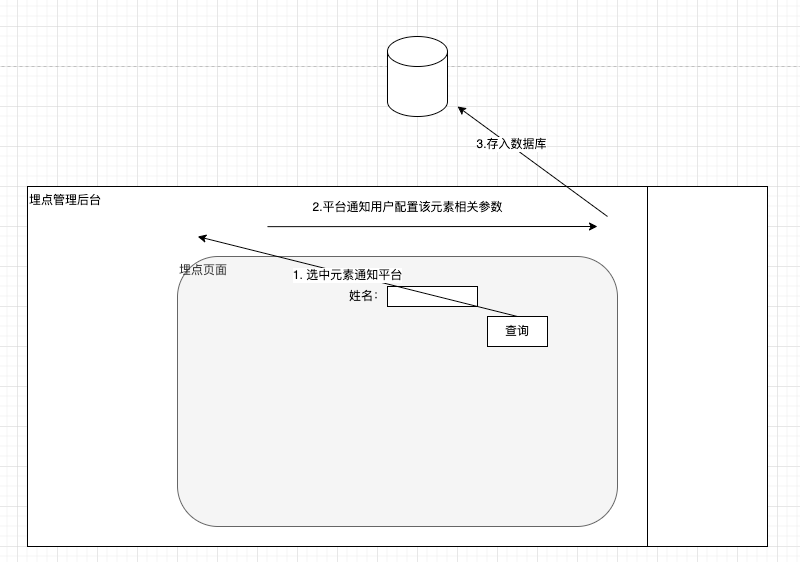 3.存入数据库
埋点管理后台
2.平台通知用户配置该元素相关参数
埋点页面
1. 选中元素通知平台
姓名：
查询